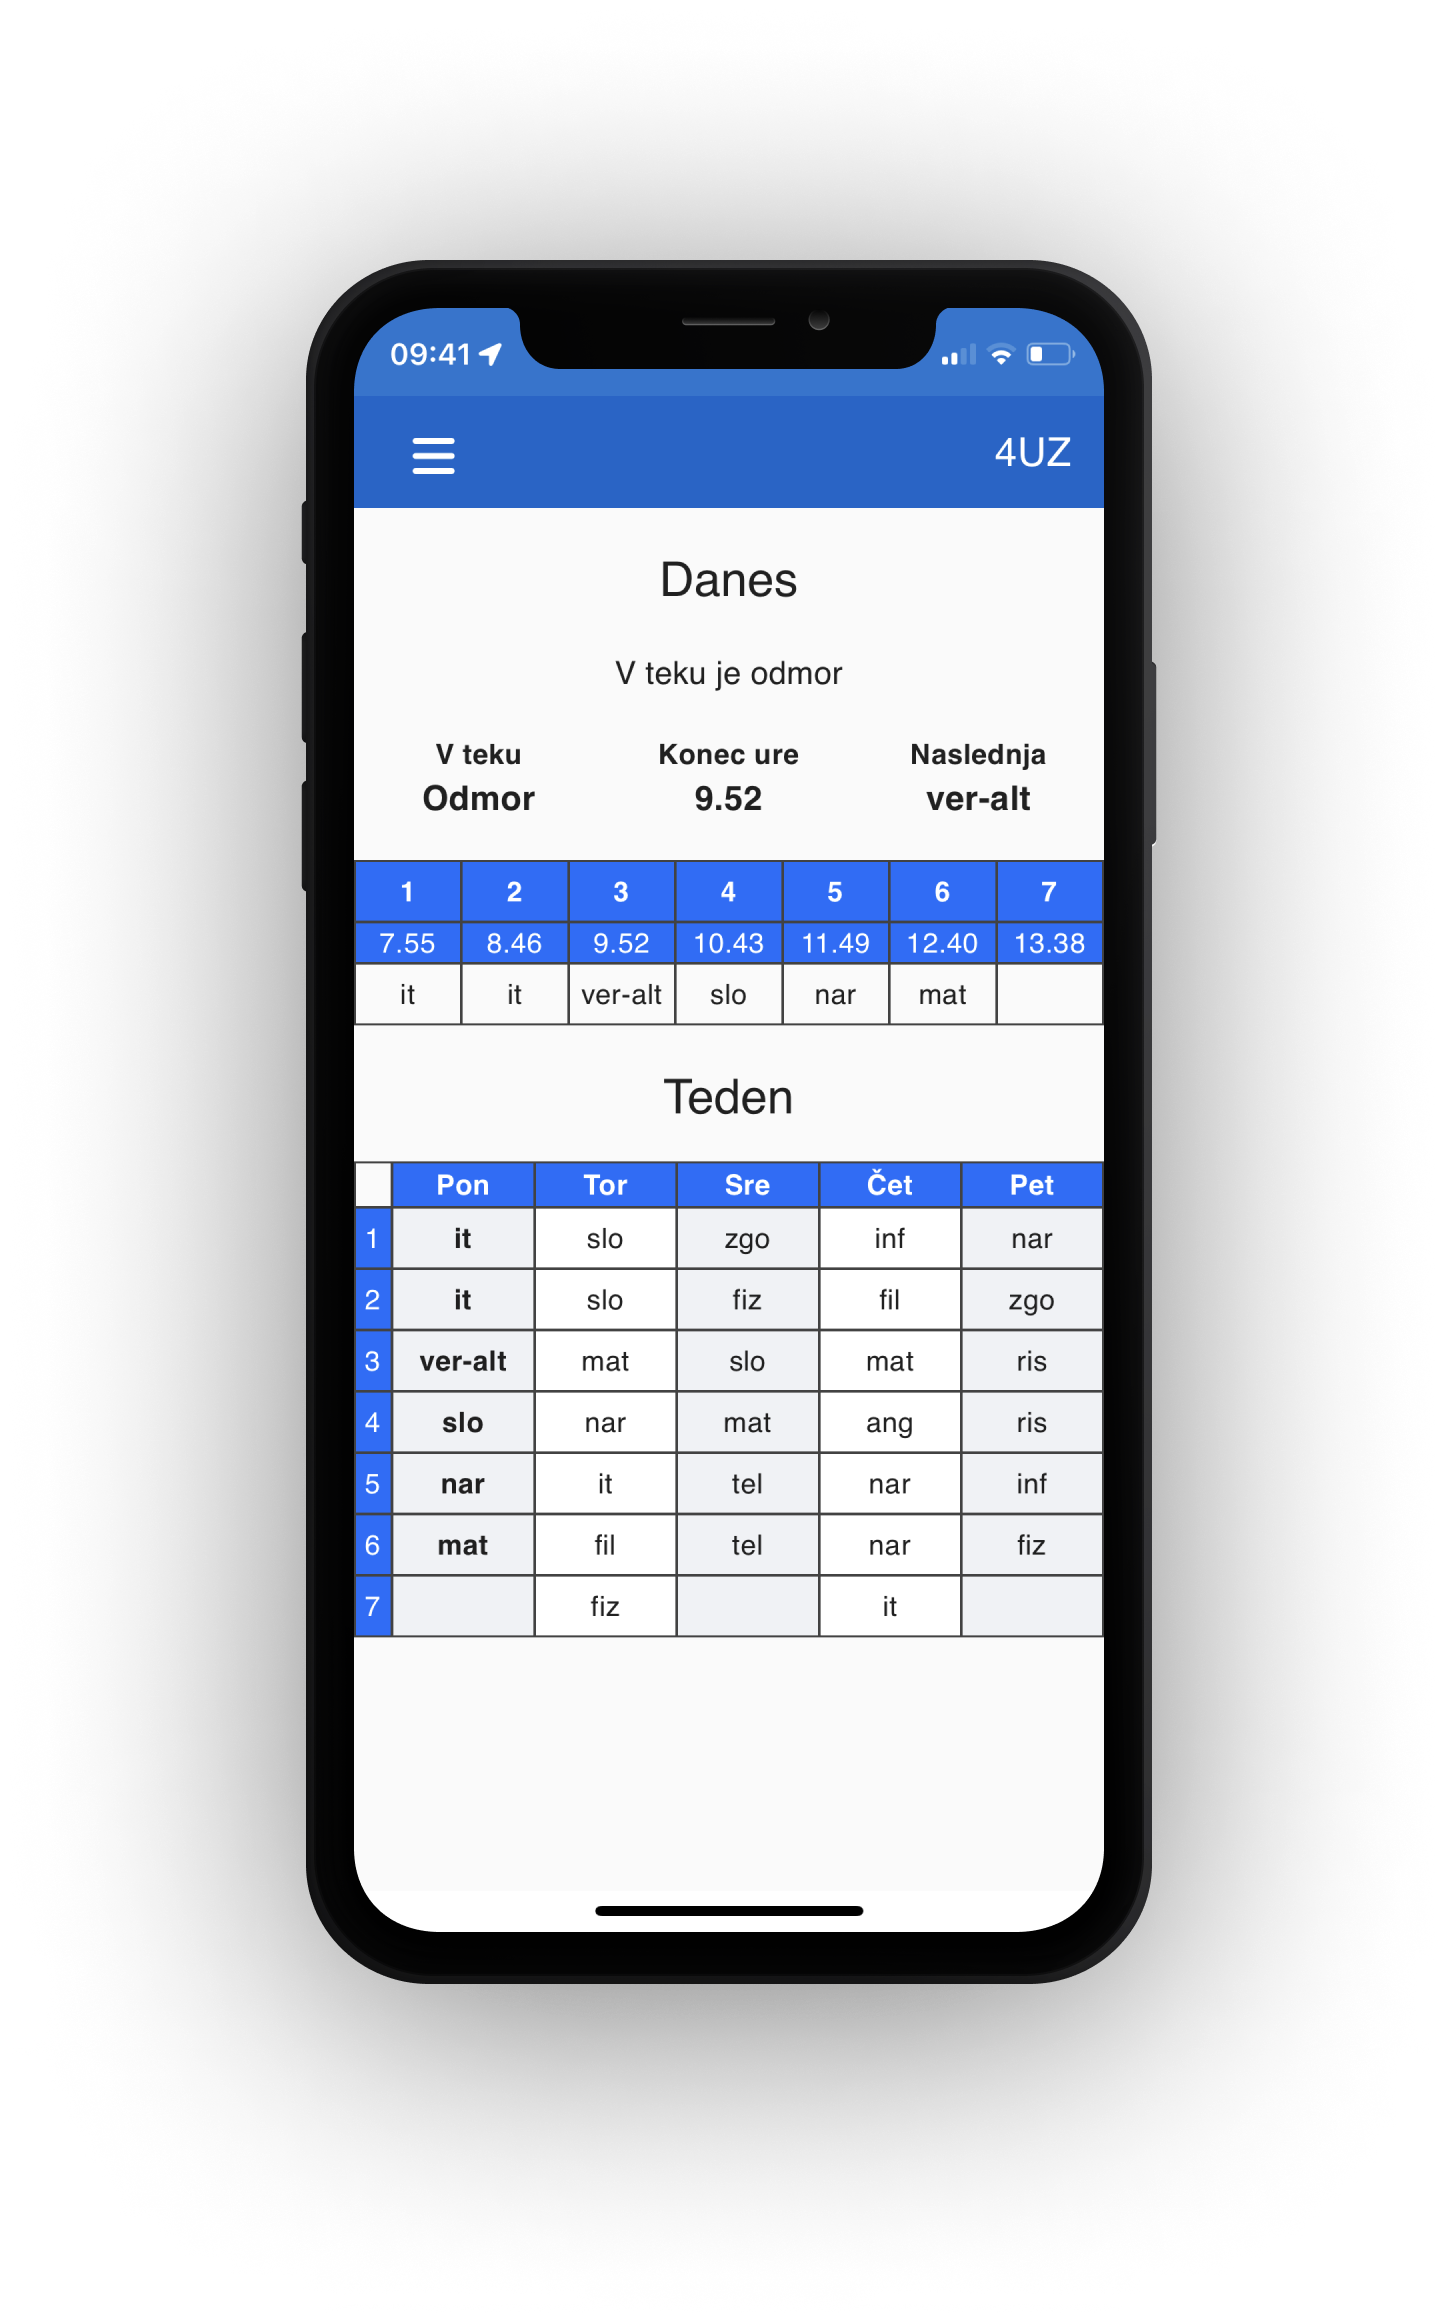 09:41
4UZ
Danes
V teku je odmor
V teku Konec ure Naslednja
Odmor 9.52 ver-alt
1 2 3 4 5 6 7
7.55 8.46 9.52 10.43 11.49 12.40 13.38
it it ver-alt slo nar mat
Teden
Pon Tor Sre Čet Pet
1 it slo zgo inf nar
2 it slo fiz fil zgo
3 ver-alt mat slo mat ris
4 slo nar mat ang ris
5 nar it tel nar inf
6 mat fil tel nar fiz
7 fiz it